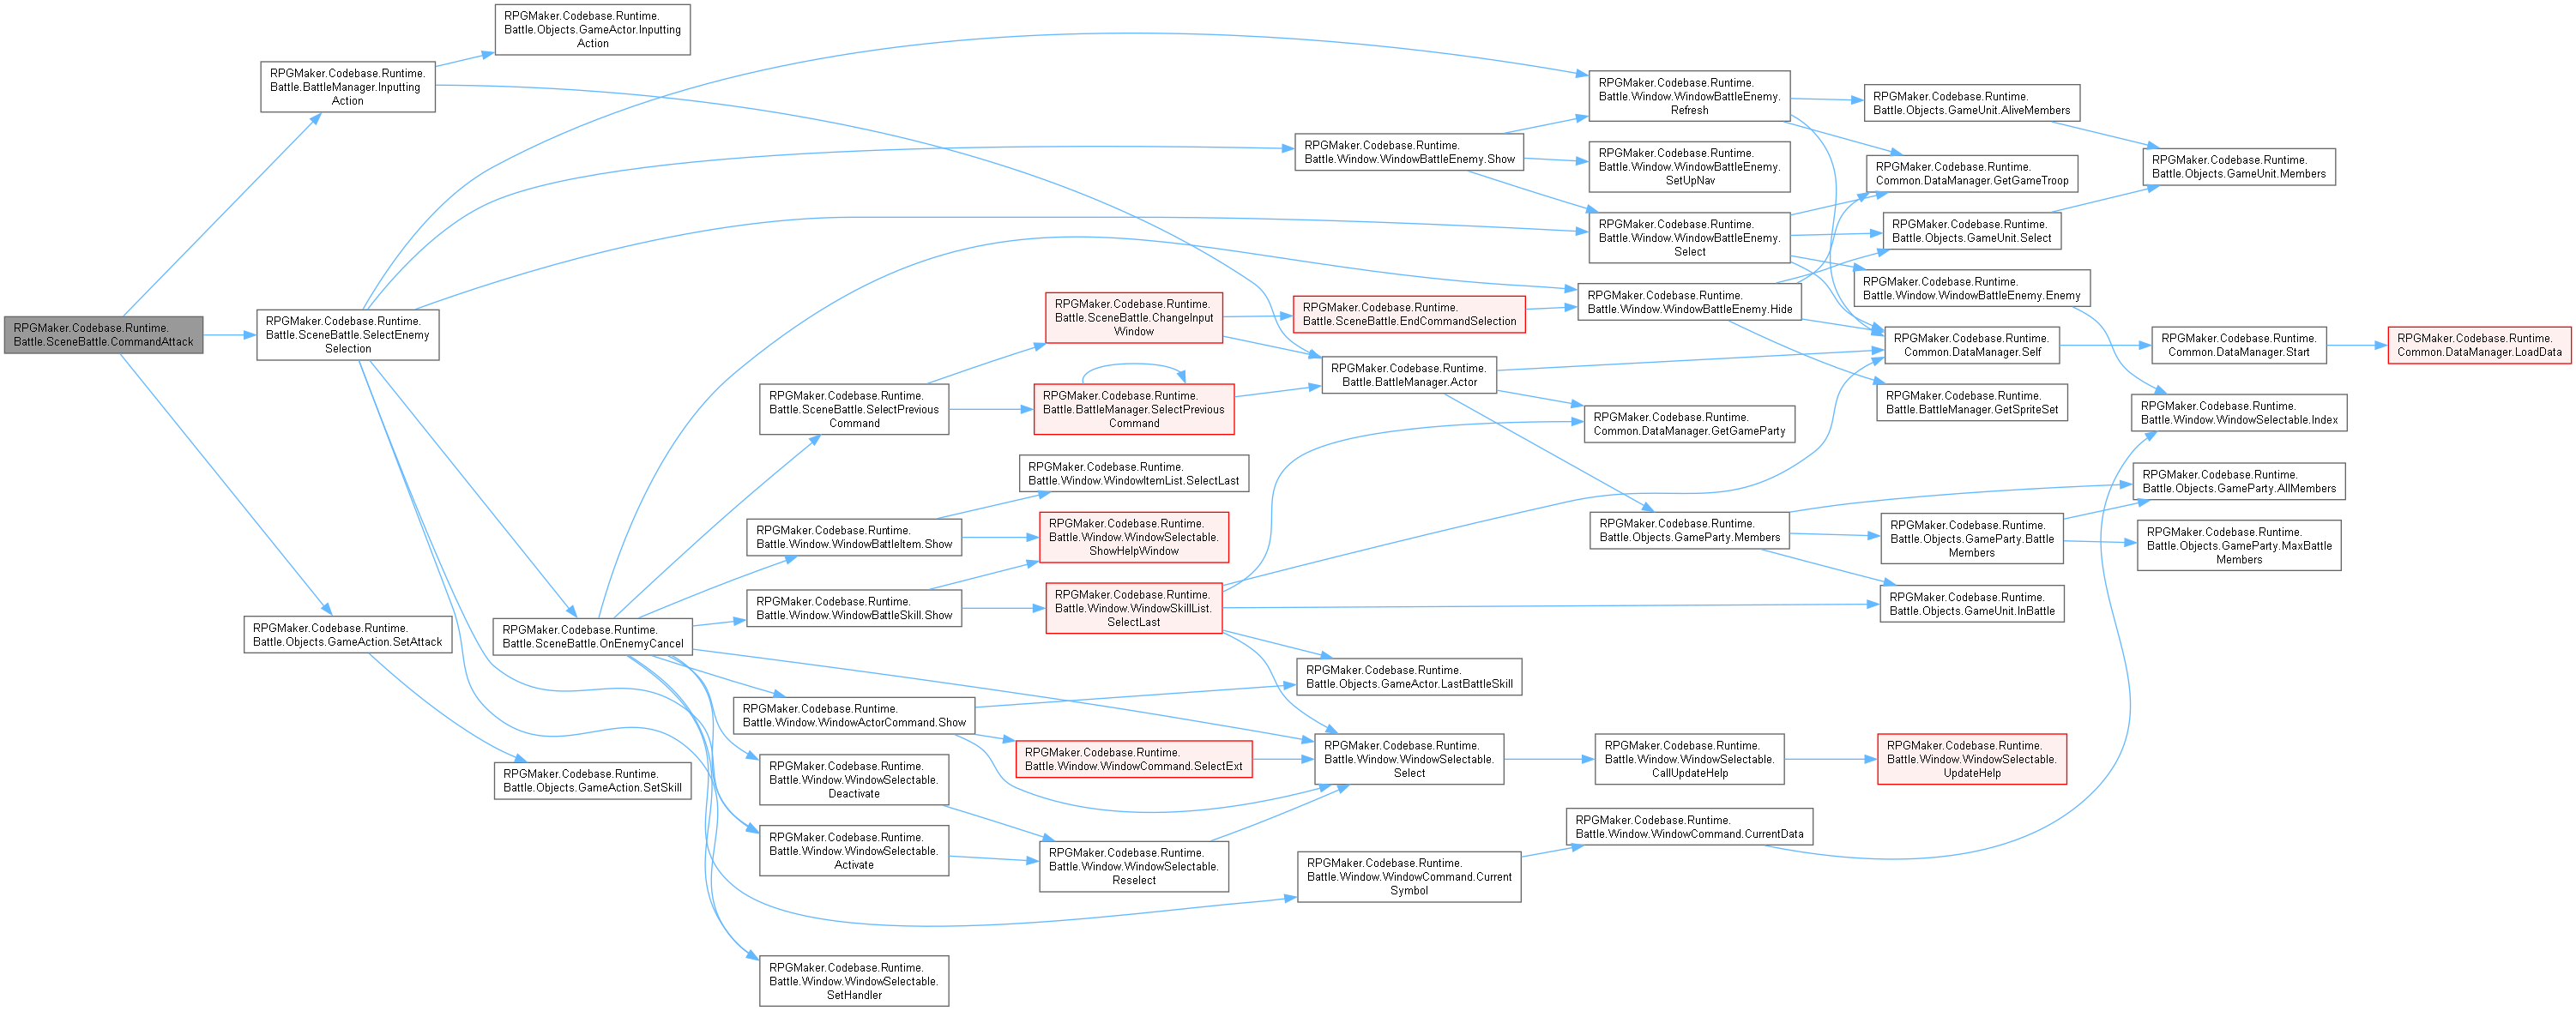 RPGMaker.Codebase.Runtime.
Battle.SceneBattle.CommandAttack
RPGMaker.Codebase.Runtime.
Battle.BattleManager.Inputting
Action
RPGMaker.Codebase.Runtime.
Battle.SceneBattle.SelectEnemy
Selection
RPGMaker.Codebase.Runtime.
Battle.Objects.GameAction.SetAttack
RPGMaker.Codebase.Runtime.
Battle.Objects.GameActor.Inputting
Action
RPGMaker.Codebase.Runtime.
Battle.SceneBattle.OnEnemyCancel
RPGMaker.Codebase.Runtime.
Battle.Objects.GameAction.SetSkill
RPGMaker.Codebase.Runtime.
Battle.SceneBattle.SelectPrevious
Command
RPGMaker.Codebase.Runtime.
Battle.Window.WindowBattleItem.Show
RPGMaker.Codebase.Runtime.
Battle.Window.WindowBattleSkill.Show
RPGMaker.Codebase.Runtime.
Battle.Window.WindowActorCommand.Show
RPGMaker.Codebase.Runtime.
Battle.Window.WindowSelectable.
Deactivate
RPGMaker.Codebase.Runtime.
Battle.Window.WindowSelectable.
Activate
RPGMaker.Codebase.Runtime.
Battle.Window.WindowSelectable.
SetHandler
RPGMaker.Codebase.Runtime.
Battle.SceneBattle.ChangeInput
Window
RPGMaker.Codebase.Runtime.
Battle.BattleManager.SelectPrevious
Command
RPGMaker.Codebase.Runtime.
Battle.Window.WindowItemList.SelectLast
RPGMaker.Codebase.Runtime.
Battle.Window.WindowSelectable.
ShowHelpWindow
RPGMaker.Codebase.Runtime.
Battle.Window.WindowSkillList.
SelectLast
RPGMaker.Codebase.Runtime.
Battle.Window.WindowCommand.SelectExt
RPGMaker.Codebase.Runtime.
Battle.Window.WindowSelectable.
Reselect
RPGMaker.Codebase.Runtime.
Battle.Window.WindowBattleEnemy.Show
RPGMaker.Codebase.Runtime.
Battle.SceneBattle.EndCommandSelection
RPGMaker.Codebase.Runtime.
Battle.BattleManager.Actor
RPGMaker.Codebase.Runtime.
Battle.Objects.GameActor.LastBattleSkill
RPGMaker.Codebase.Runtime.
Battle.Window.WindowSelectable.
Select
RPGMaker.Codebase.Runtime.
Battle.Window.WindowCommand.Current
Symbol
RPGMaker.Codebase.Runtime.
Battle.Window.WindowBattleEnemy.
Refresh
RPGMaker.Codebase.Runtime.
Battle.Window.WindowBattleEnemy.
SetUpNav
RPGMaker.Codebase.Runtime.
Battle.Window.WindowBattleEnemy.
Select
RPGMaker.Codebase.Runtime.
Battle.Window.WindowBattleEnemy.Hide
RPGMaker.Codebase.Runtime.
Common.DataManager.GetGameParty
RPGMaker.Codebase.Runtime.
Battle.Objects.GameParty.Members
RPGMaker.Codebase.Runtime.
Battle.Window.WindowSelectable.
CallUpdateHelp
RPGMaker.Codebase.Runtime.
Battle.Window.WindowCommand.CurrentData
RPGMaker.Codebase.Runtime.
Battle.Objects.GameUnit.AliveMembers
RPGMaker.Codebase.Runtime.
Common.DataManager.GetGameTroop
RPGMaker.Codebase.Runtime.
Battle.Objects.GameUnit.Select
RPGMaker.Codebase.Runtime.
Battle.Window.WindowBattleEnemy.Enemy
RPGMaker.Codebase.Runtime.
Common.DataManager.Self
RPGMaker.Codebase.Runtime.
Battle.BattleManager.GetSpriteSet
RPGMaker.Codebase.Runtime.
Battle.Objects.GameParty.Battle
Members
RPGMaker.Codebase.Runtime.
Battle.Objects.GameUnit.InBattle
RPGMaker.Codebase.Runtime.
Battle.Window.WindowSelectable.
UpdateHelp
RPGMaker.Codebase.Runtime.
Battle.Objects.GameUnit.Members
RPGMaker.Codebase.Runtime.
Common.DataManager.Start
RPGMaker.Codebase.Runtime.
Battle.Window.WindowSelectable.Index
RPGMaker.Codebase.Runtime.
Battle.Objects.GameParty.AllMembers
RPGMaker.Codebase.Runtime.
Battle.Objects.GameParty.MaxBattle
Members
RPGMaker.Codebase.Runtime.
Common.DataManager.LoadData